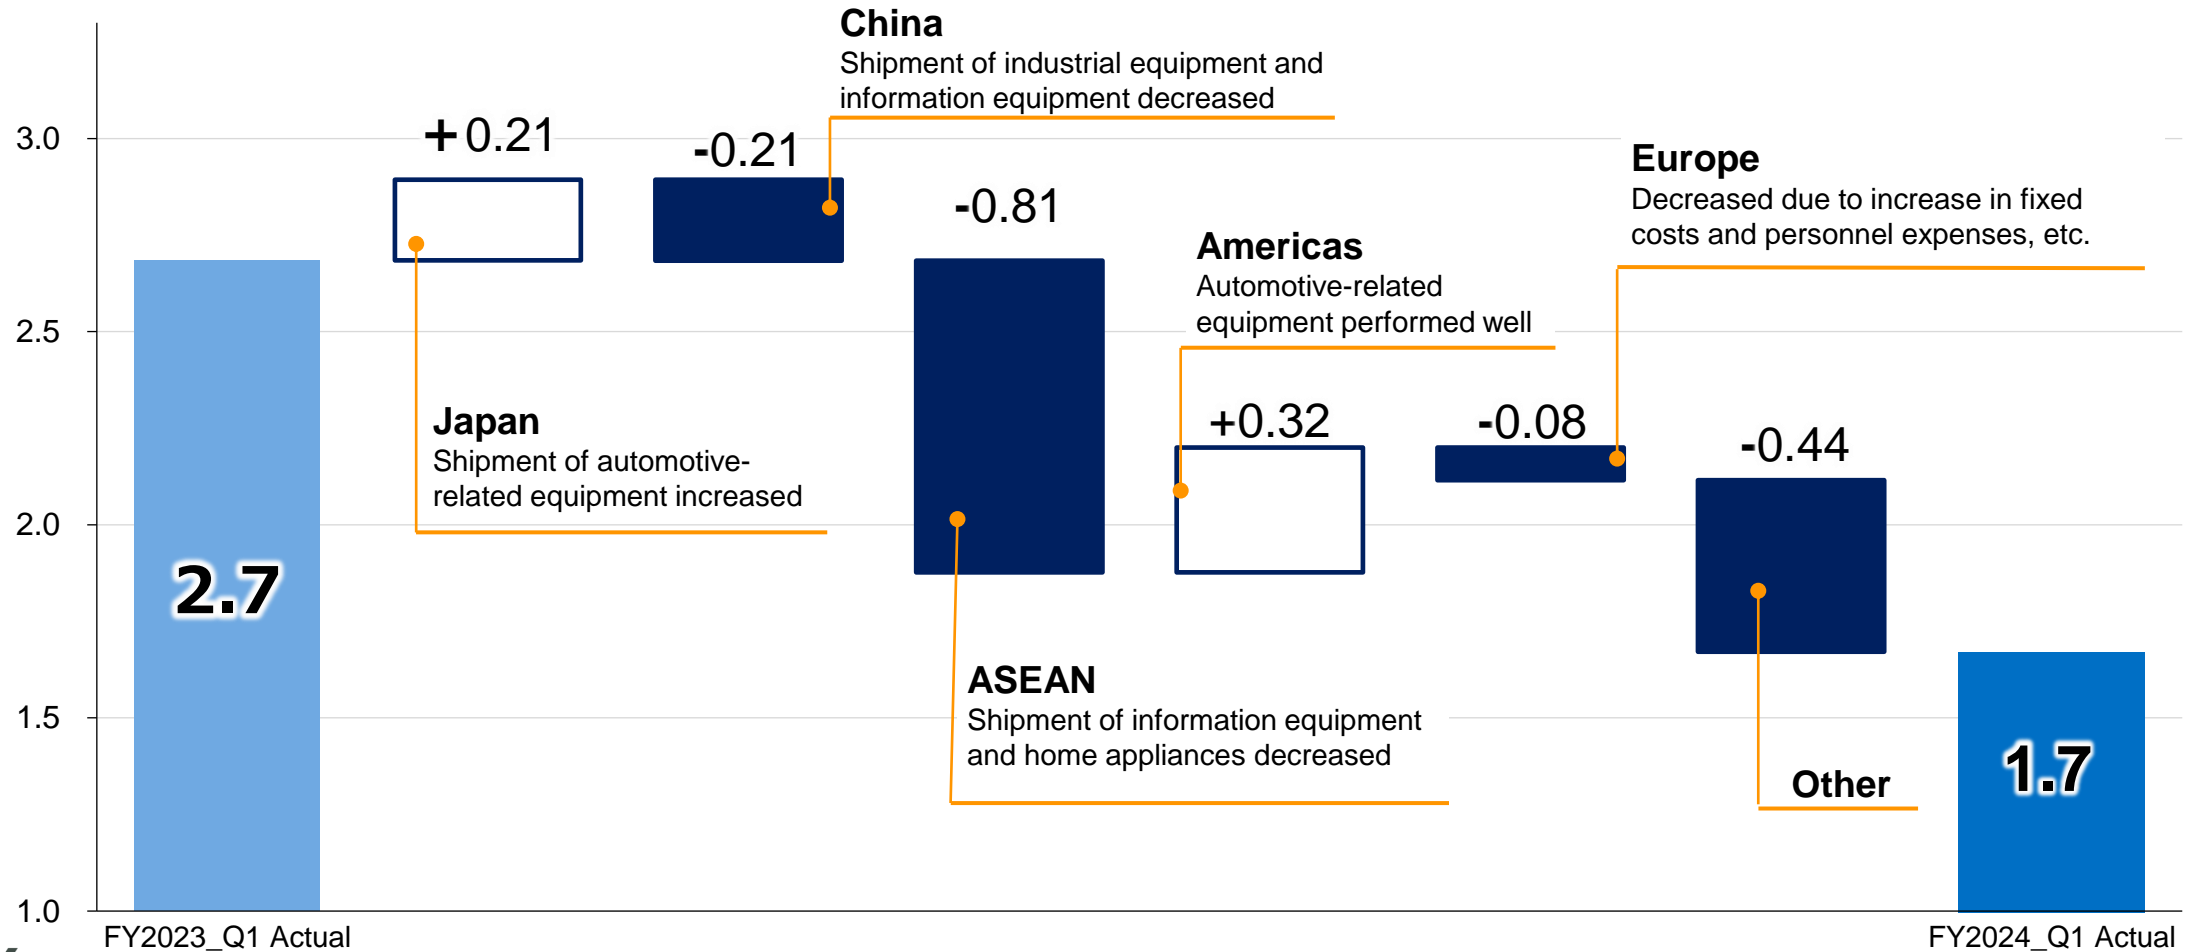 China
Shipment of industrial equipment and
information equipment decreased
3.0
+0.21
-0.21
-0.81
Europe
Decreased due to increase in fixed
costs and personnel expenses, etc.
Americas
Automotive-related
equipment performed well
2.5
Japan
Shipment of automotive-
related equipment increased
+0.32
-0.08
-0.44
2.0
2.7
ASEAN
Shipment of information equipment
and home appliances decreased
1.5
Other
1.7
1.0
FY2023_Q1 Actual
FY2024_Q1 Actual